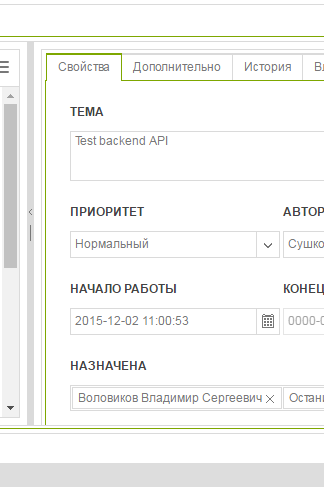 Свойства Дополнительно История
ТЕМА
Test backend API
ПРИОРИТЕТ АВТОР
Нормальный Сушко
НАЧАЛО РАБОТЫ КОНЕЦ
2015-12-02 11:00:53 0000-0
НАЗНАЧЕНА
Воловиков Владимир Сергеевич Остани